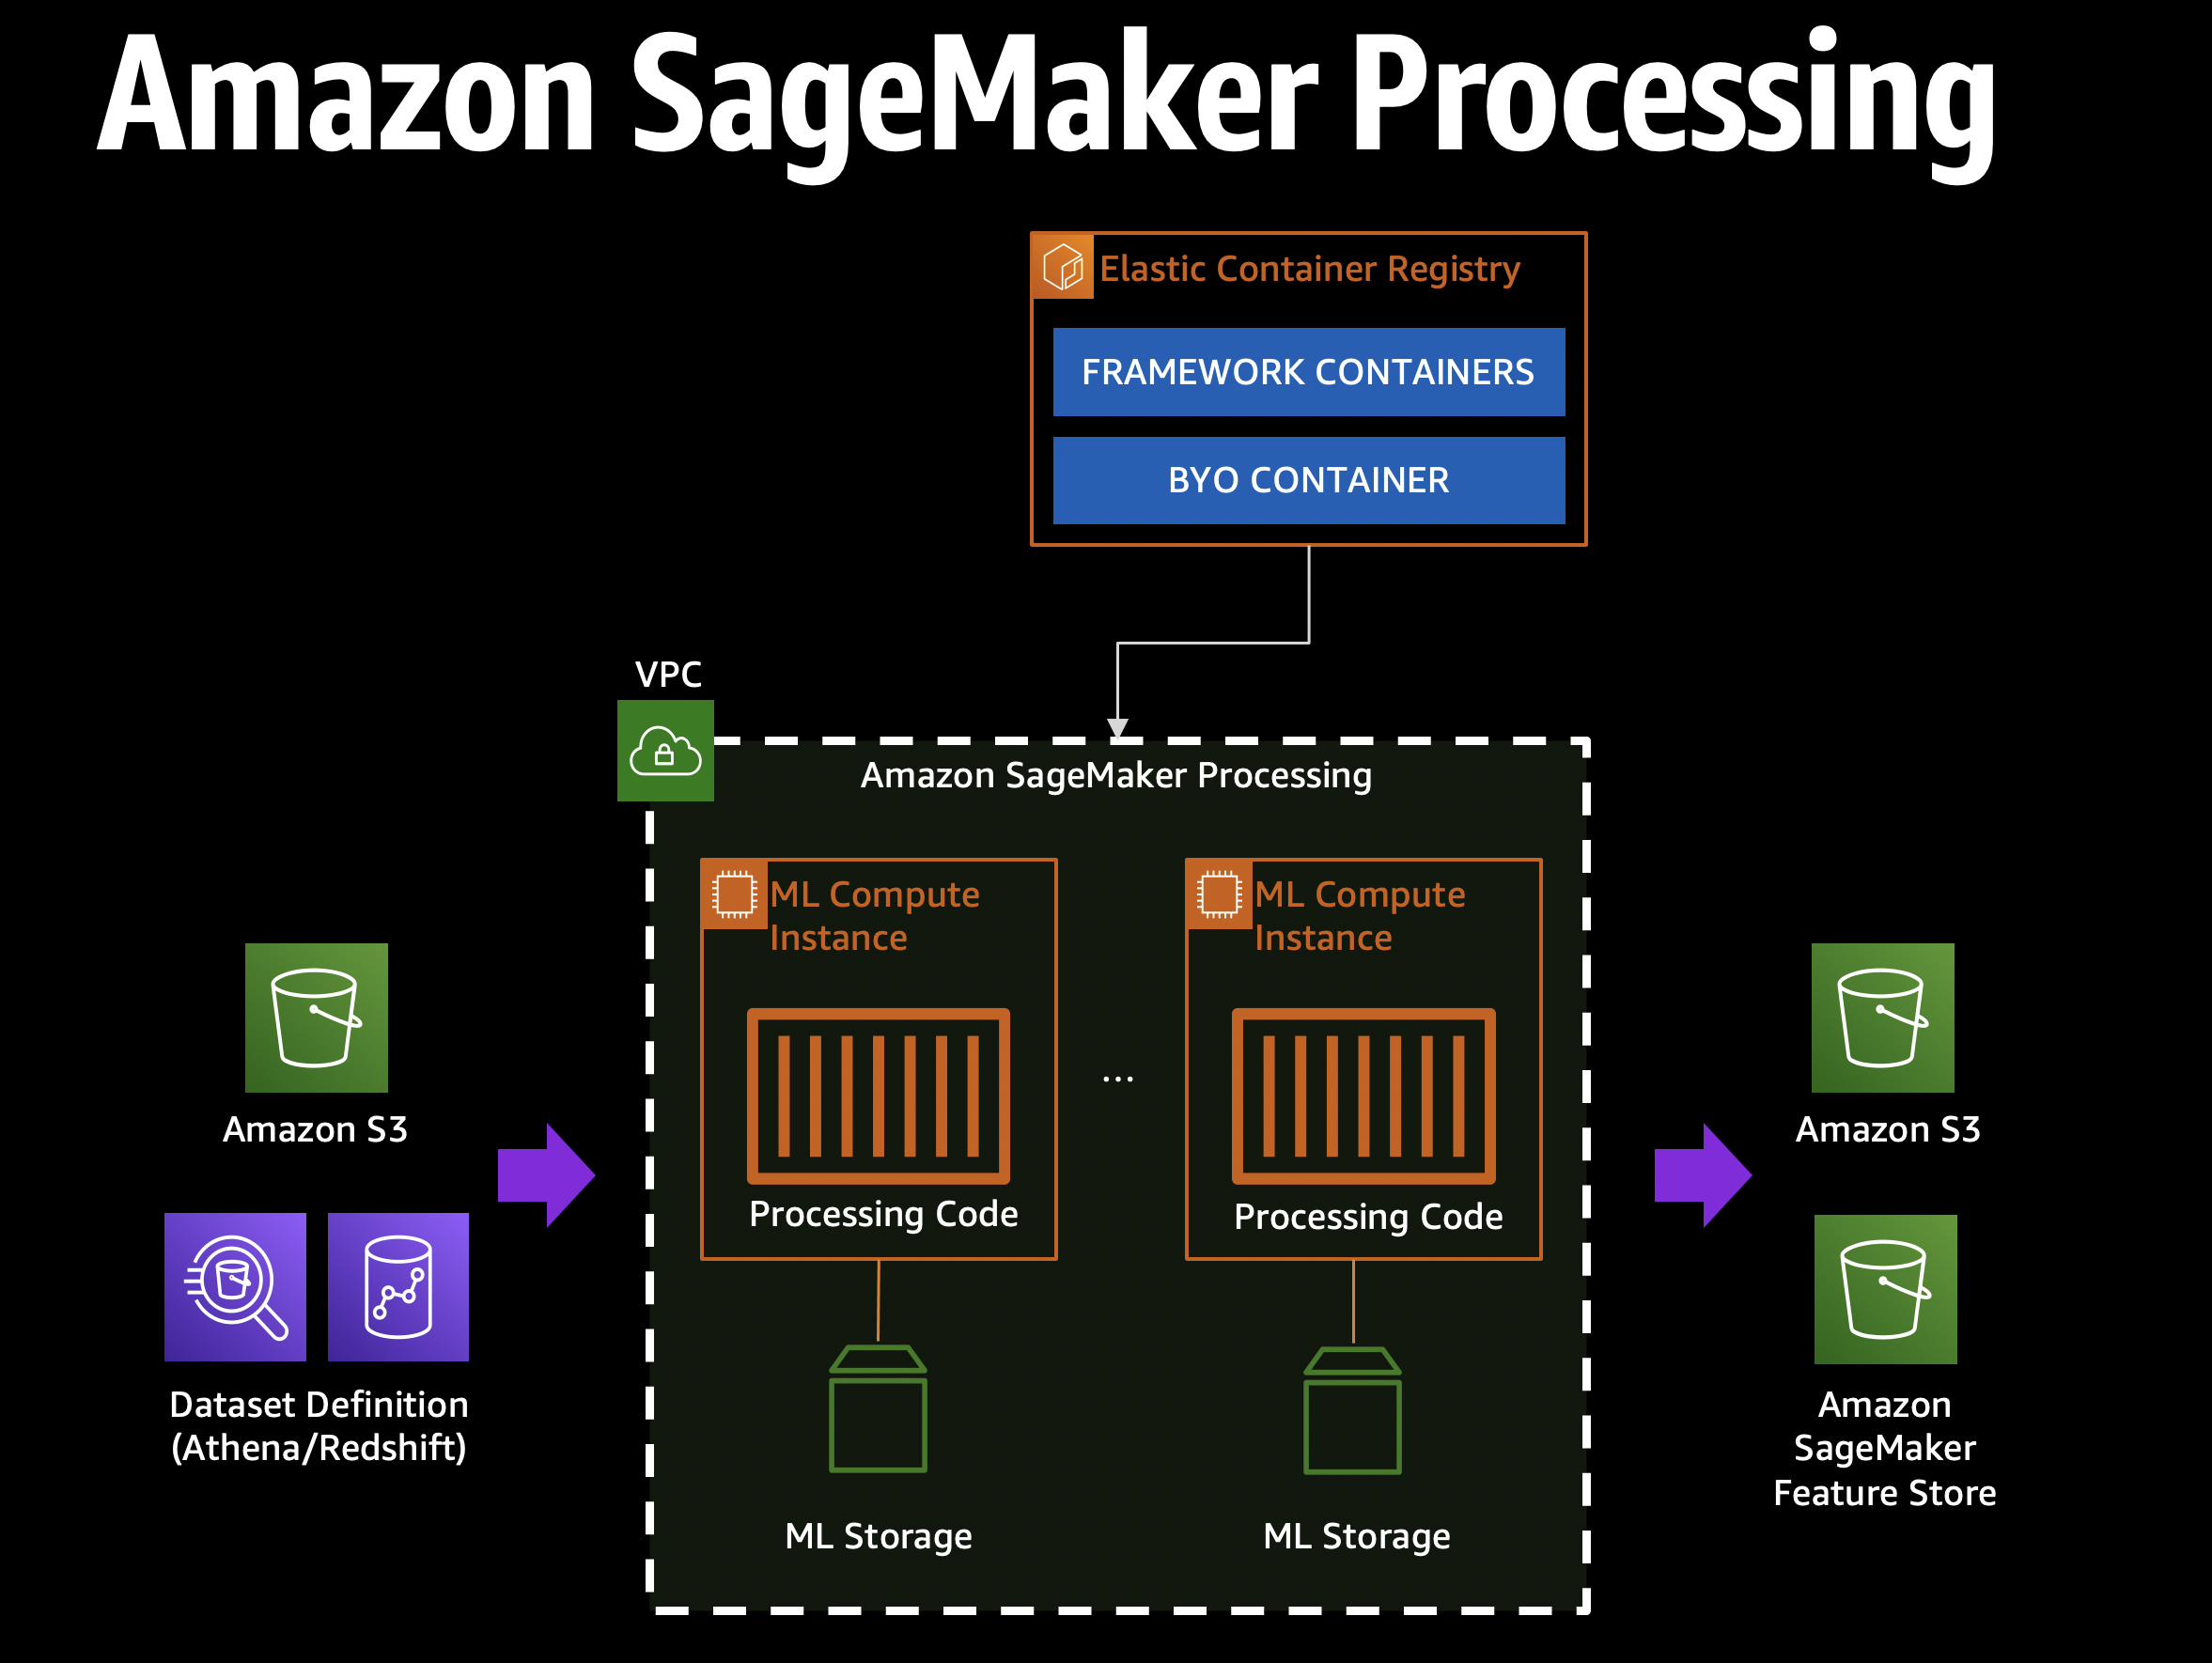 Amazon SageMaker Processing
Elastic Container Registry
FRAMEWORK CONTAINERS
BYO CONTAINER
VPC
Amazon SageMaker Processing
ML Compute
Instance
Processing Code
ML Storage
...
ML Compute
Instance
Processing Code
ML Storage
Amazon S3
Dataset Definition
(Athena/Redshift)
Amazon S3
Amazon
SageMaker
Feature Store